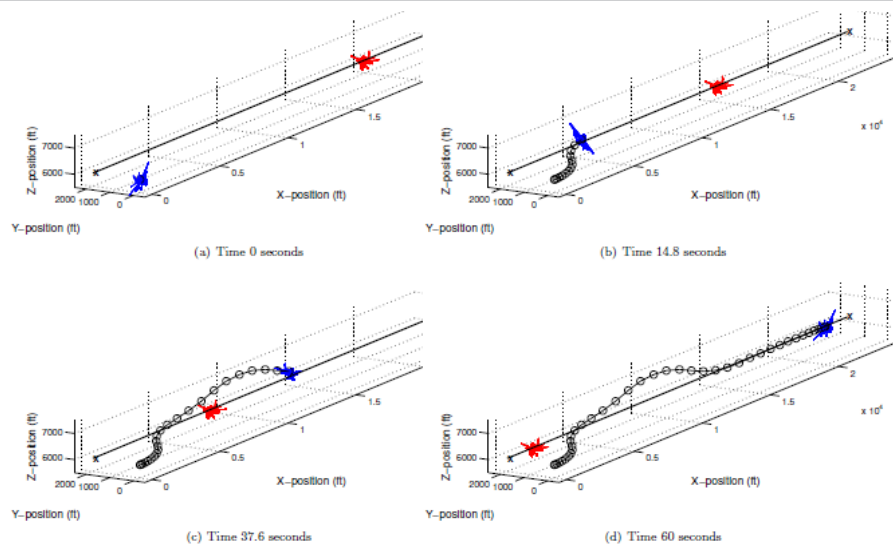 7000
6000
Z-position (ft)
2000
1000
0
Y-position (ft)
0
0.5
1
1.5
X-position (ft)
x
(a) Time 0 seconds
7000
6000
Z-position (ft)
2000
1000
0
Y-position (ft)
0
0.5
1
1.5
2
x 10
X-position (ft)
x
x
(b) Time 14.8 seconds
7000
6000
Z-position (ft)
2000
1000
0
Y-position (ft)
0
0.5
1
1.5
X-position (ft)
x
(c) Time 37.6 seconds
7000
6000
Z-position (ft)
2000
1000
0
Y-position (ft)
0
0.5
1
1.5
2
x 10
X-position (ft)
x
x
(d) Time 60 seconds